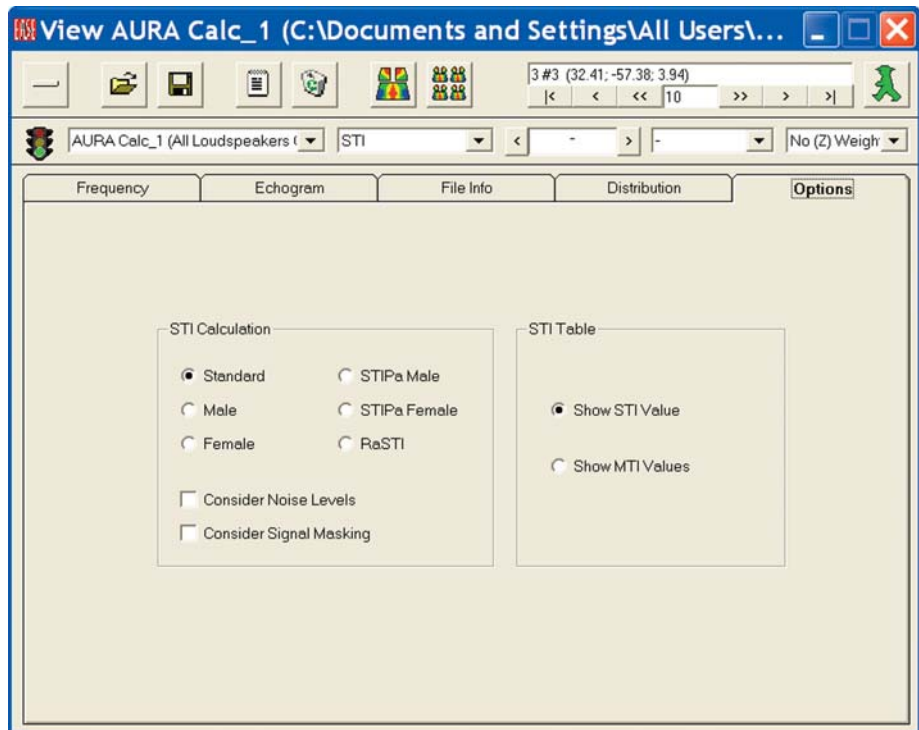 EASE View AURA Calc_1 (C:\Documents and Settings\All Users\...
3 #3 (32.41; -57.38; 3.94)
|< < << 10 >> > >|
AURA Calc_1 (All Loudspeakers ( STI < - > - No (Z) Weigh
Frequency Echogram File Info Distribution Options
STI Calculation
Standard STIPa Male
Male STIPa Female
Female RaSTI
Consider Noise Levels
Consider Signal Masking
STI Table
Show STI Value
Show MTI Values